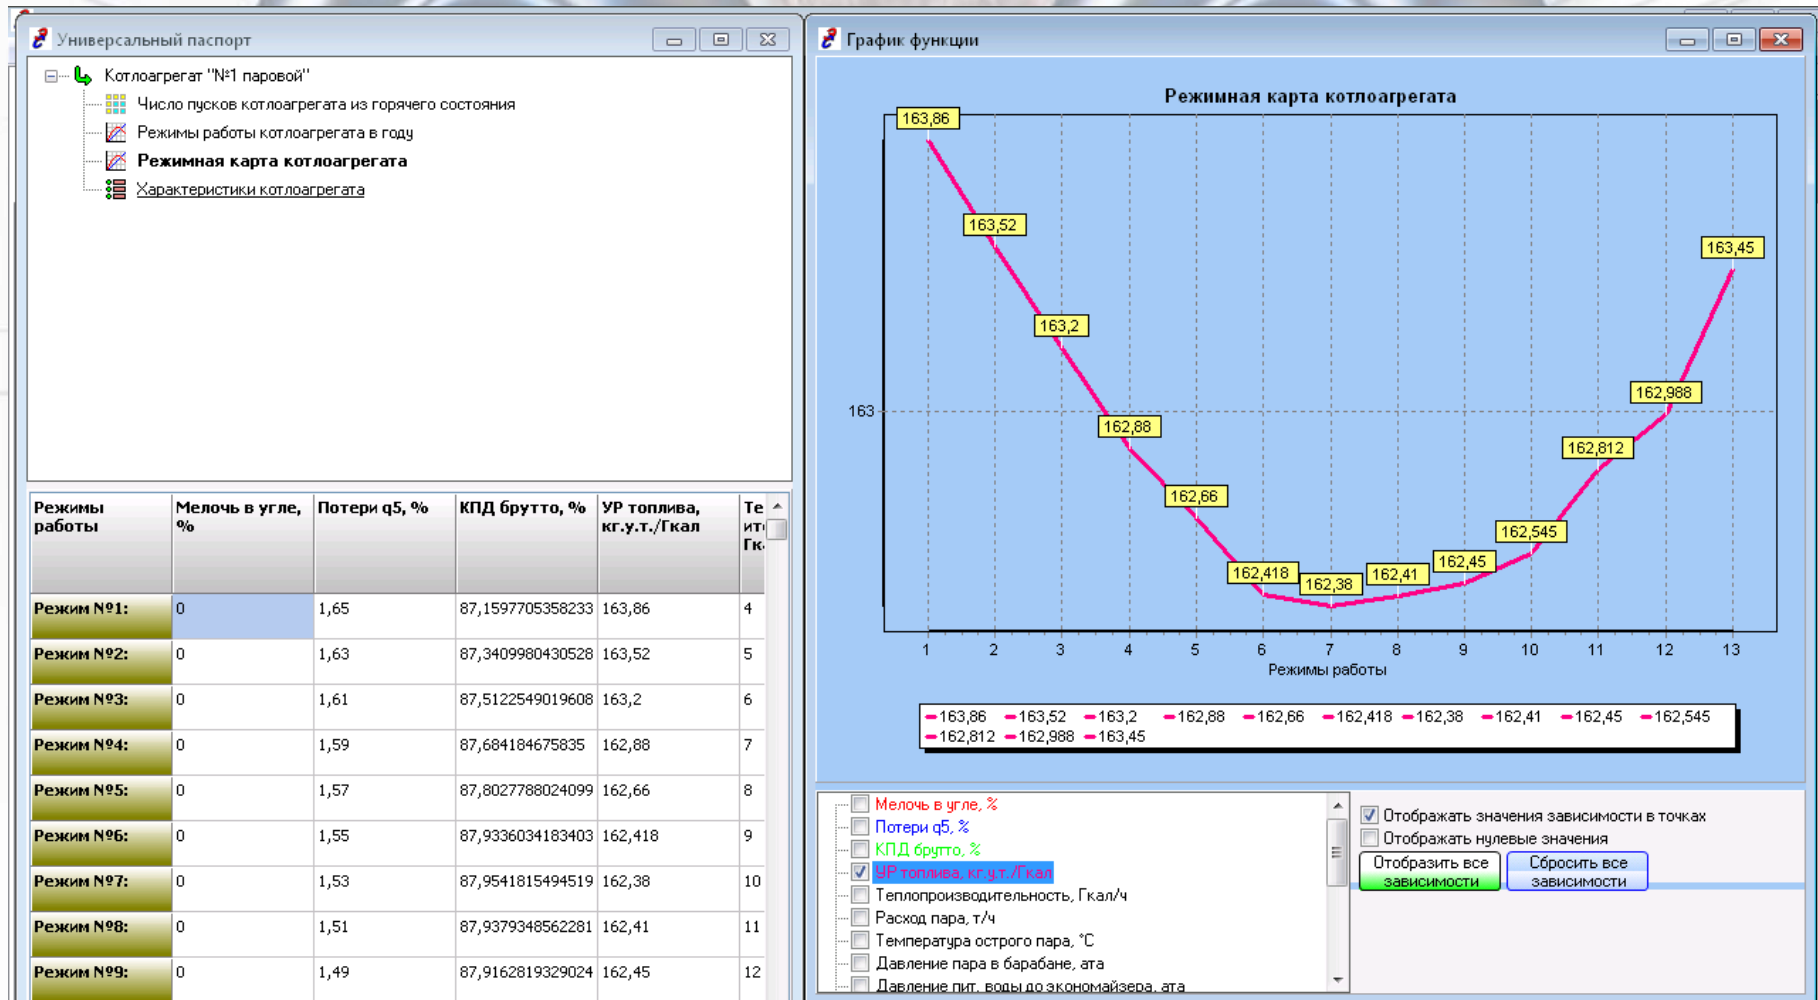 Универсальный паспорт
Котлоагрегат "№1 паровой"
Число пусков котлоагрегата из горячего состояния
Режимы работы котлоагрегата в году
Режимная карта котлоагрегата
Характеристики котлоагрегата
Режимы работы
Мелочь в угле, %
Потери q5, %
КПД брутто, %
УР топлива, кг.у.т./Гкал
Режим №1: 0 1,65 87,1597705358233 163,86 4
Режим №2: 0 1,63 87,3409980430528 163,52 5
Режим №3: 0 1,61 87,5122549019608 163,2 6
Режим №4: 0 1,59 87,684184675835 162,88 7
Режим №5: 0 1,57 87,8027788024099 162,66 8
Режим №6: 0 1,55 87,9336034183403 162,418 9
Режим №7: 0 1,53 87,9541815494519 162,38 10
Режим №8: 0 1,51 87,9379348562281 162,41 11
Режим №9: 0 1,49 87,9162819329024 162,45 12
График функции
Режимная карта котлоагрегата
163,86
163,52
163,45
163,2
162,988
163
162,88
162,812
162,66
162,545
162,418
162,38
162,41
162,45
1 2 3 4 5 6 7 8 9 10 11 12 13
Режимы работы
163,86 163,52 163,2 162,88 162,66 162,418 162,38 162,41 162,45 162,545
162,812 162,988 163,45
Мелочь в угле, %
Потери q5, %
КПД брутто, %
УР топлива, кг.у.т./Гкал
Теплопроизводительность, Гкал/ч
Расход пара, т/ч
Температура острого пара, °C
Давление пара в барабане, ата
Давление пит. воды до экономайзера, ата
Отображать значения зависимости в точках
Отображать нулевые значения
Отобразить все
зависимости
Сбросить все
зависимости